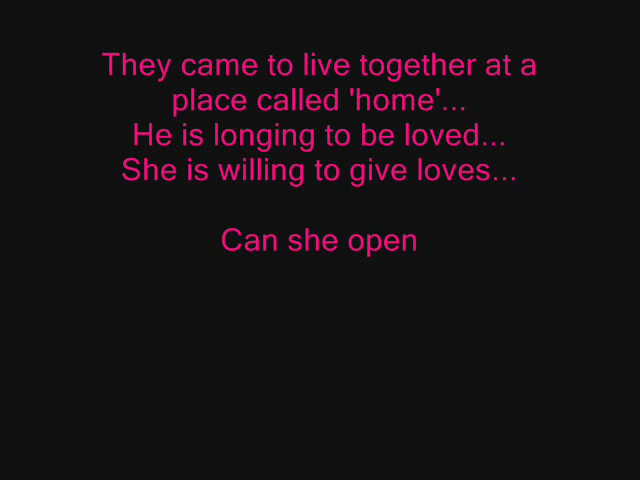 They came to live together at a
place called 'home'...
He is longing to be loved...
She is willing to give loves...
Can she open